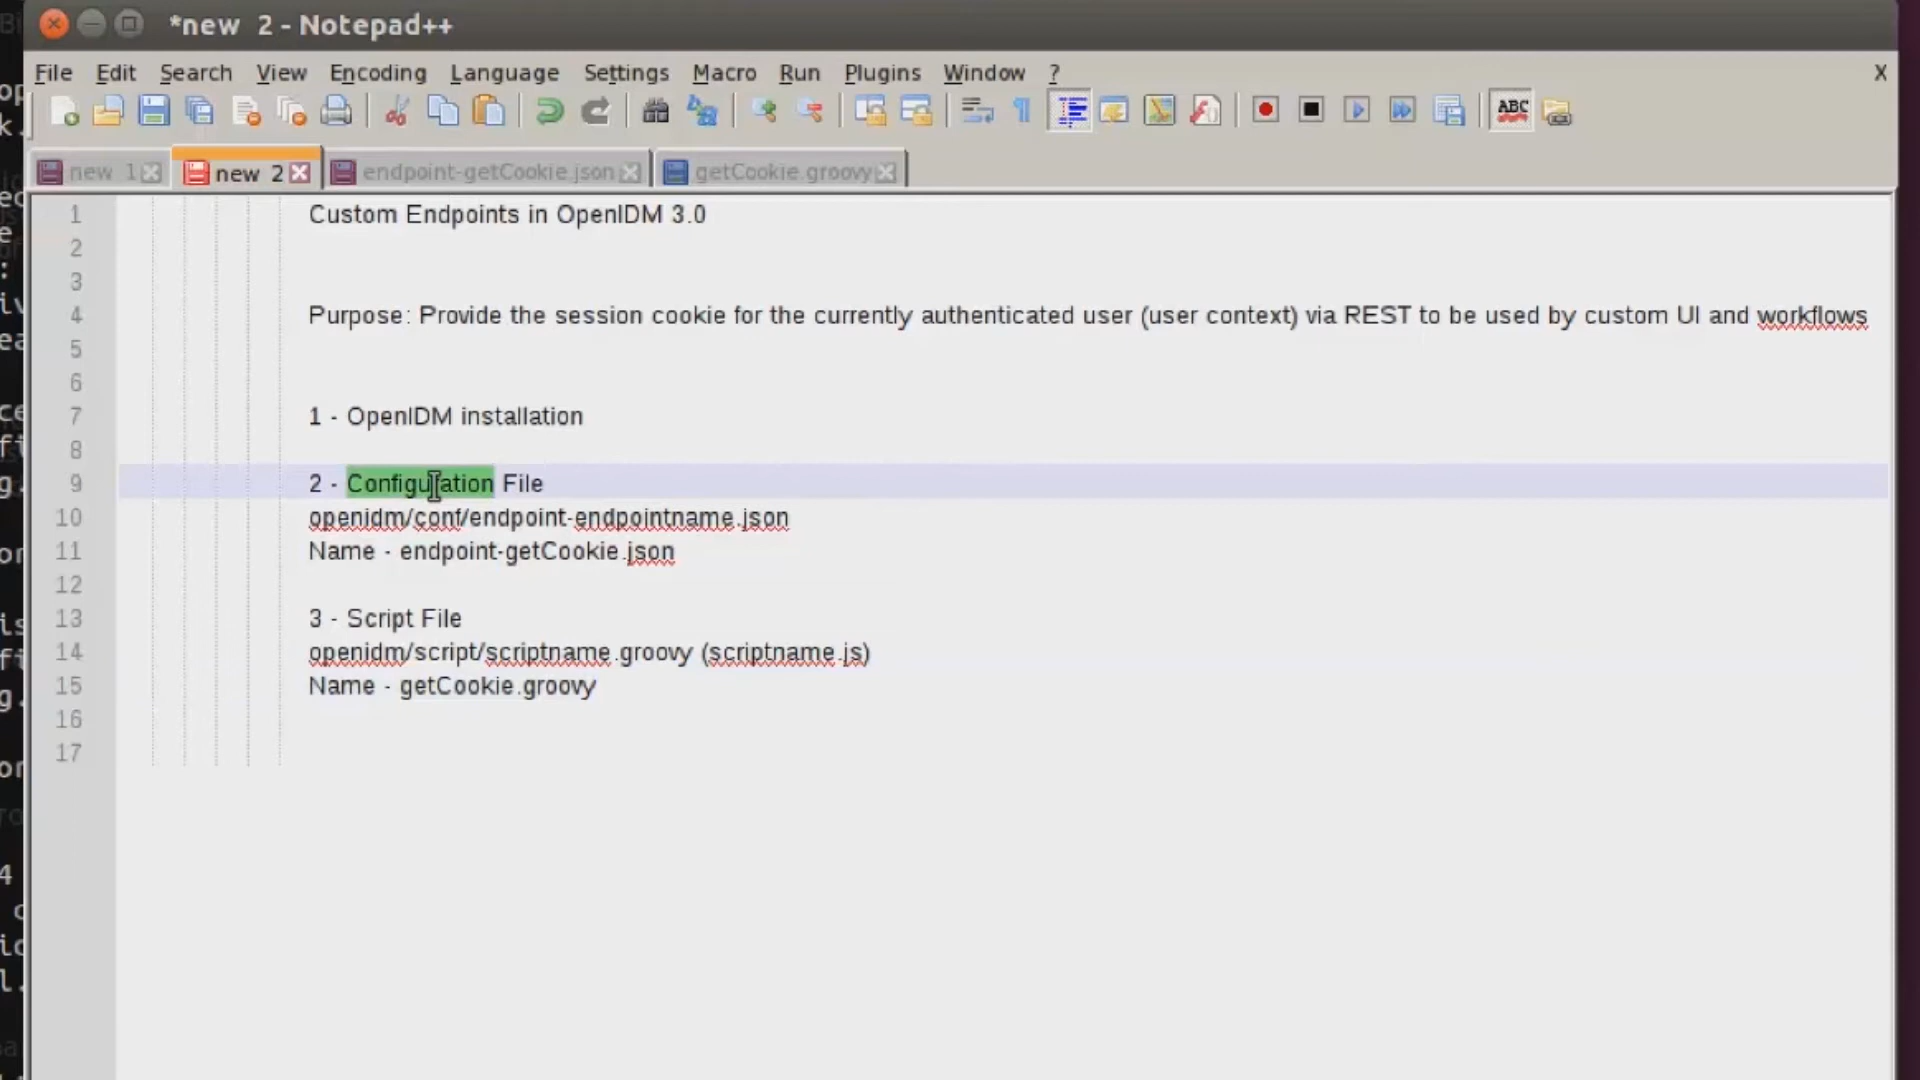 *new 2 - Notepad++
File Edit Search View Encoding Language Settings Macro Run Plugins Window ? X
ABC
new 1 new 2 endpoint-getCookie.json getCookie.groovy
1 Custom Endpoints in OpenIDM 3.0
2
3
4 Purpose: Provide the session cookie for the currently authenticated user (user context) via REST to be used by custom UI and workflows
5
6
7 1 - OpenIDM installation
8
9 2 - Configuration File
10 openidm/conf/endpoint-endpointname.json
11 Name - endpoint-getCookie.json
12
13 3 - Script File
14 openidm/script/scriptname.groovy (scriptname.js)
15 Name - getCookie.groovy
16
17